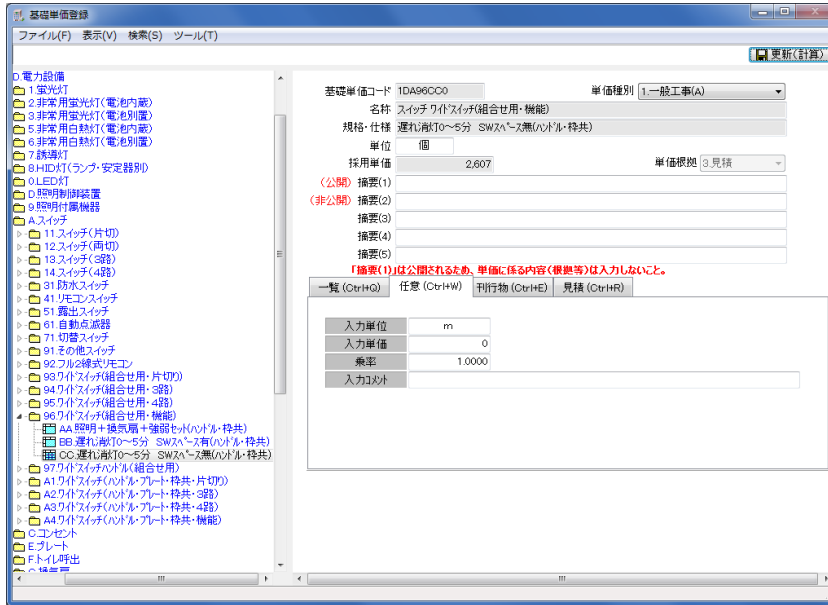 基礎単価登録
ファイル(F) 表示(V) 検索(S) ツール(T)
更新(計算)
D.電力設備
1.蛍光灯
2.非常用蛍光灯(電池内蔵)
3.非常用蛍光灯(電池別置)
5.非常用白熱灯(電池内蔵)
6.非常用白熱灯(電池別置)
7.誘導灯
8.HID灯(ランプ・安定器別)
0.LED灯
D.照明制御装置
9.照明付属機器
A.スイッチ
11.スイッチ(片切)
12.スイッチ(両切)
13.スイッチ(3路)
14.スイッチ(4路)
31.防水スイッチ
41.リモコンスイッチ
51.露出スイッチ
61.自動点滅器
71.切替スイッチ
91.その他スイッチ
92.フル2線式リモコン
93.ワイドスイッチ(組合せ用・片切)
94.ワイドスイッチ(組合せ用・3路)
95.ワイドスイッチ(組合せ用・4路)
96.ワイドスイッチ(組合せ用・機能)
AA.照明+換気扇+強弱セット(ハンドル・枠共)
BB.遅れ消灯0~5分 SWスペース有(ハンドル・枠共)
CC.遅れ消灯0~5分 SWスペース無(ハンドル・枠共)
97.ワイドスイッチハンドル(組合せ用)
A1.ワイドスイッチ(ハンドル・プレート・枠共・片切)
A2.ワイドスイッチ(ハンドル・プレート・枠共・3路)
A3.ワイドスイッチ(ハンドル・プレート・枠共・4路)
A4.ワイドスイッチ(ハンドル・プレート・枠共・機能)
C.コンセント
E.プレート
F.トイレ呼出
基礎単価コード 1DA96CC0 単価種別 1.一般工事(A)
名称 スイッチ ワイドスイッチ(組合せ用・機能)
規格・仕様 遅れ消灯0~5分 SWスペース無(ハンドル・枠共)
単位 個
採用単価 2,607 単価根拠 3.見積
(公開) 摘要(1)
(非公開) 摘要(2)
摘要(3)
摘要(4)
摘要(5)
「摘要(1)」は公開されるため、単価に係る内容(根拠等)は入力しないこと。
一覧(Ctrl+Q) 任意(Ctrl+W) 刊行物(Ctrl+E) 見積(Ctrl+R)
入力単位 m
入力単価 0
乗率 1.0000
入力コメント